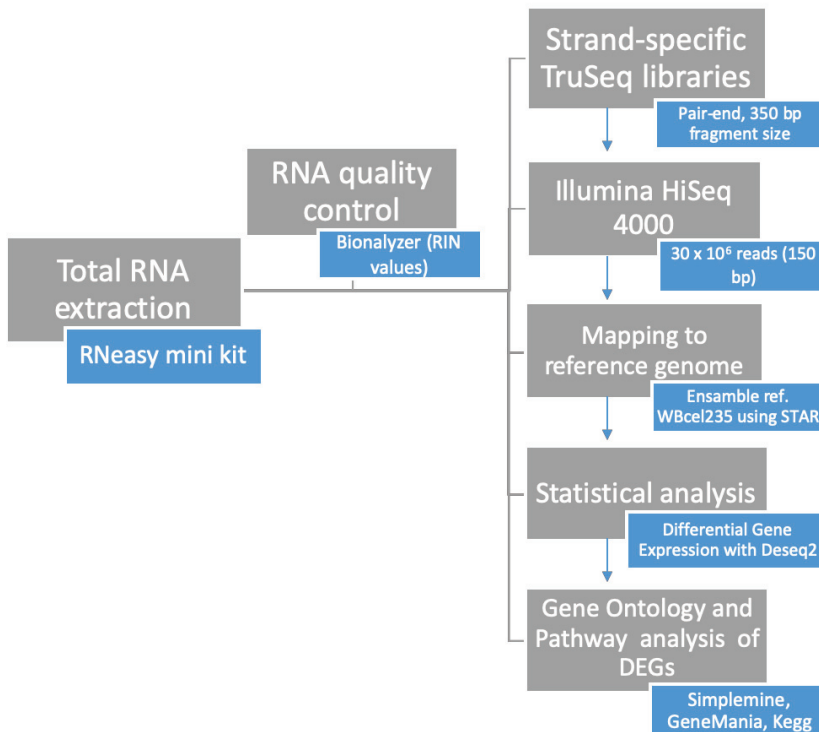 Total RNA
extraction
RNeasy mini kit
RNA quality
control
Bionalyzer (RIN
values)
Strand-specific
TruSeq libraries
Pair-end, 350 bp
fragment size
Illumina HiSeq
4000
30 x 10⁶ reads (150
bp)
Mapping to
reference genome
Ensamble ref.
WBcel235 using STAR
Statistical analysis
Differential Gene
Expression with Deseq2
Gene Ontology and
Pathway analysis of
DEGs
Simplemine,
GeneMania, Kegg